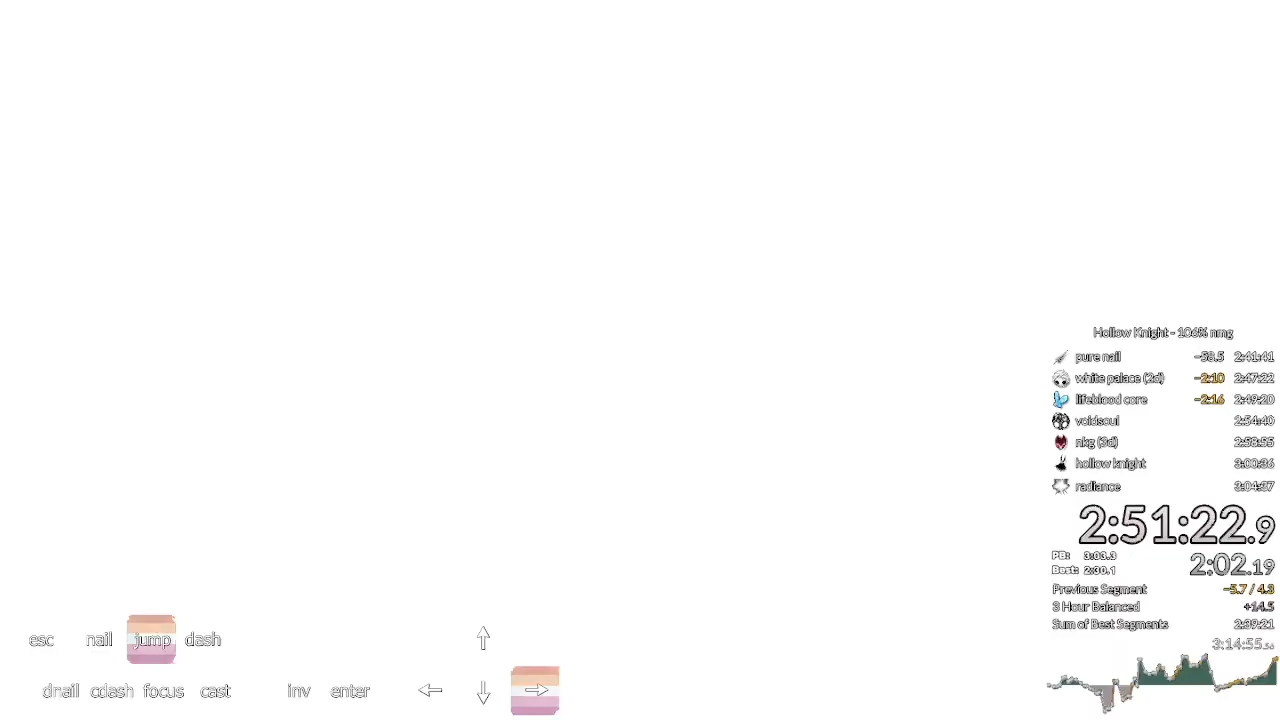 Hollow Knight - 106% nmg
pure nail -58.5 2:41:41
white palace (2d) -2:10 2:47:22
lifeblood core -2:16 2:49:20
voidsoul 2:54:40
nkg (3d) 2:58:55
hollow knight 3:00:36
radiance 3:04:37
2:51:22.9
PB: 3:03.3
Best: 2:30.1
2:02.19
Previous Segment -5.7 / 4.3
3 Hour Balanced +14.5
Sum of Best Segments 2:39:21
3:14:55.56
esc nail jump dash ↑
dnail cdash focus cast inv enter ← ↓ →